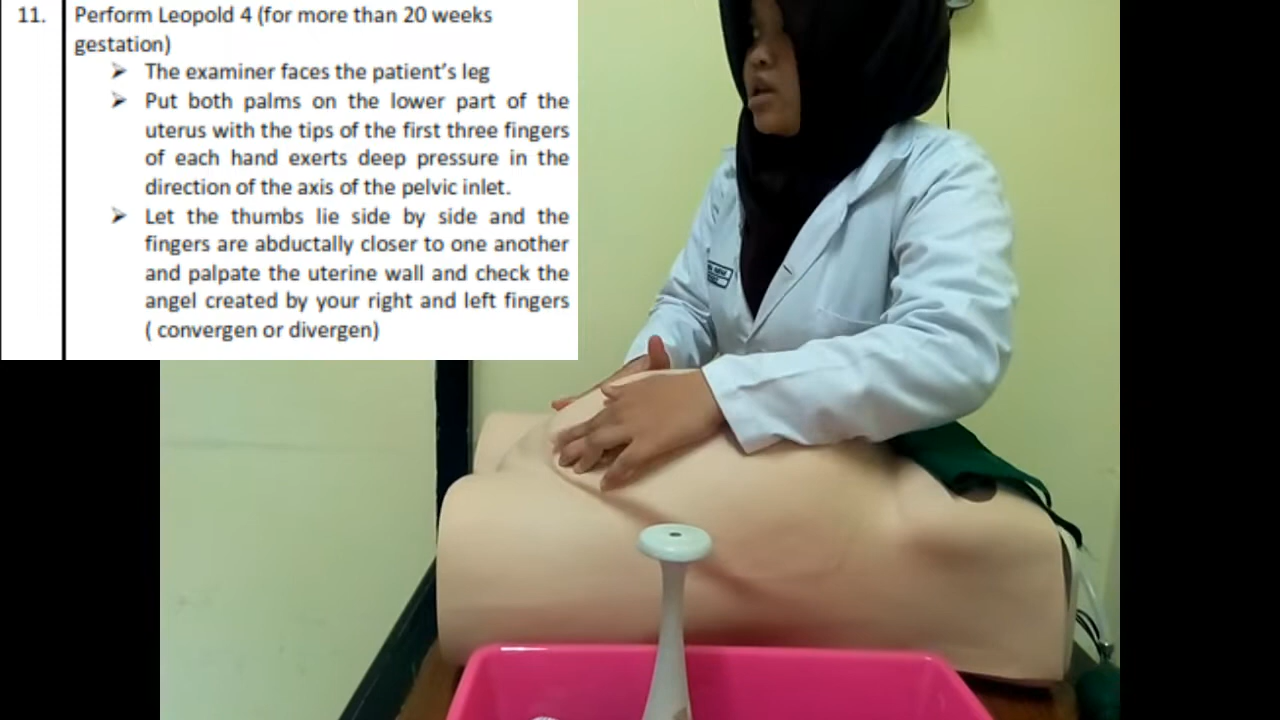 11. Perform Leopold 4 (for more than 20 weeks
gestation)
➢ The examiner faces the patient's leg
➢ Put both palms on the lower part of the
uterus with the tips of the first three fingers
of each hand exerts deep pressure in the
direction of the axis of the pelvic inlet.
➢ Let the thumbs lie side by side and the
fingers are abductally closer to one another
and palpate the uterine wall and check the
angel created by your right and left fingers
( convergen or divergen)